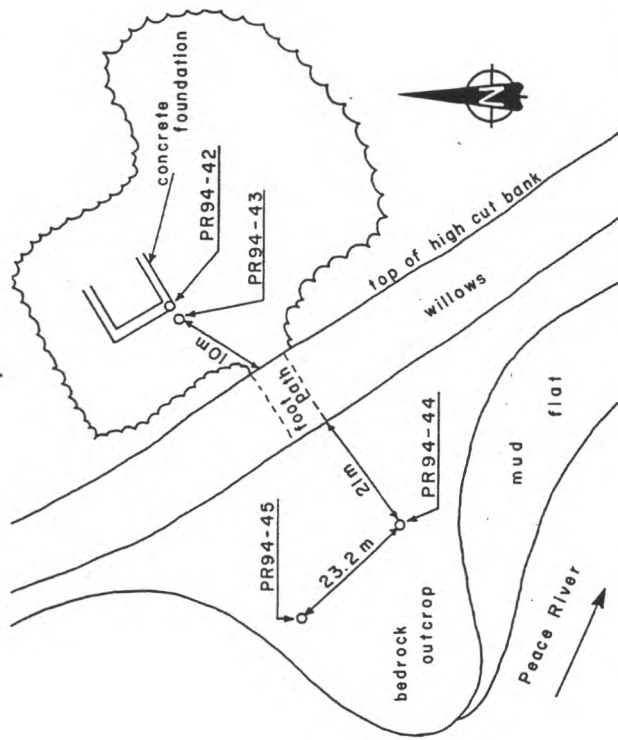 concrete
foundation
PR94-42
PR94-43
N
top of high cut bank
willows
10m
foot
path
21m
PR94-44
PR94-45
23.2 m
mud flat
bedrock
outcrop
Peace River